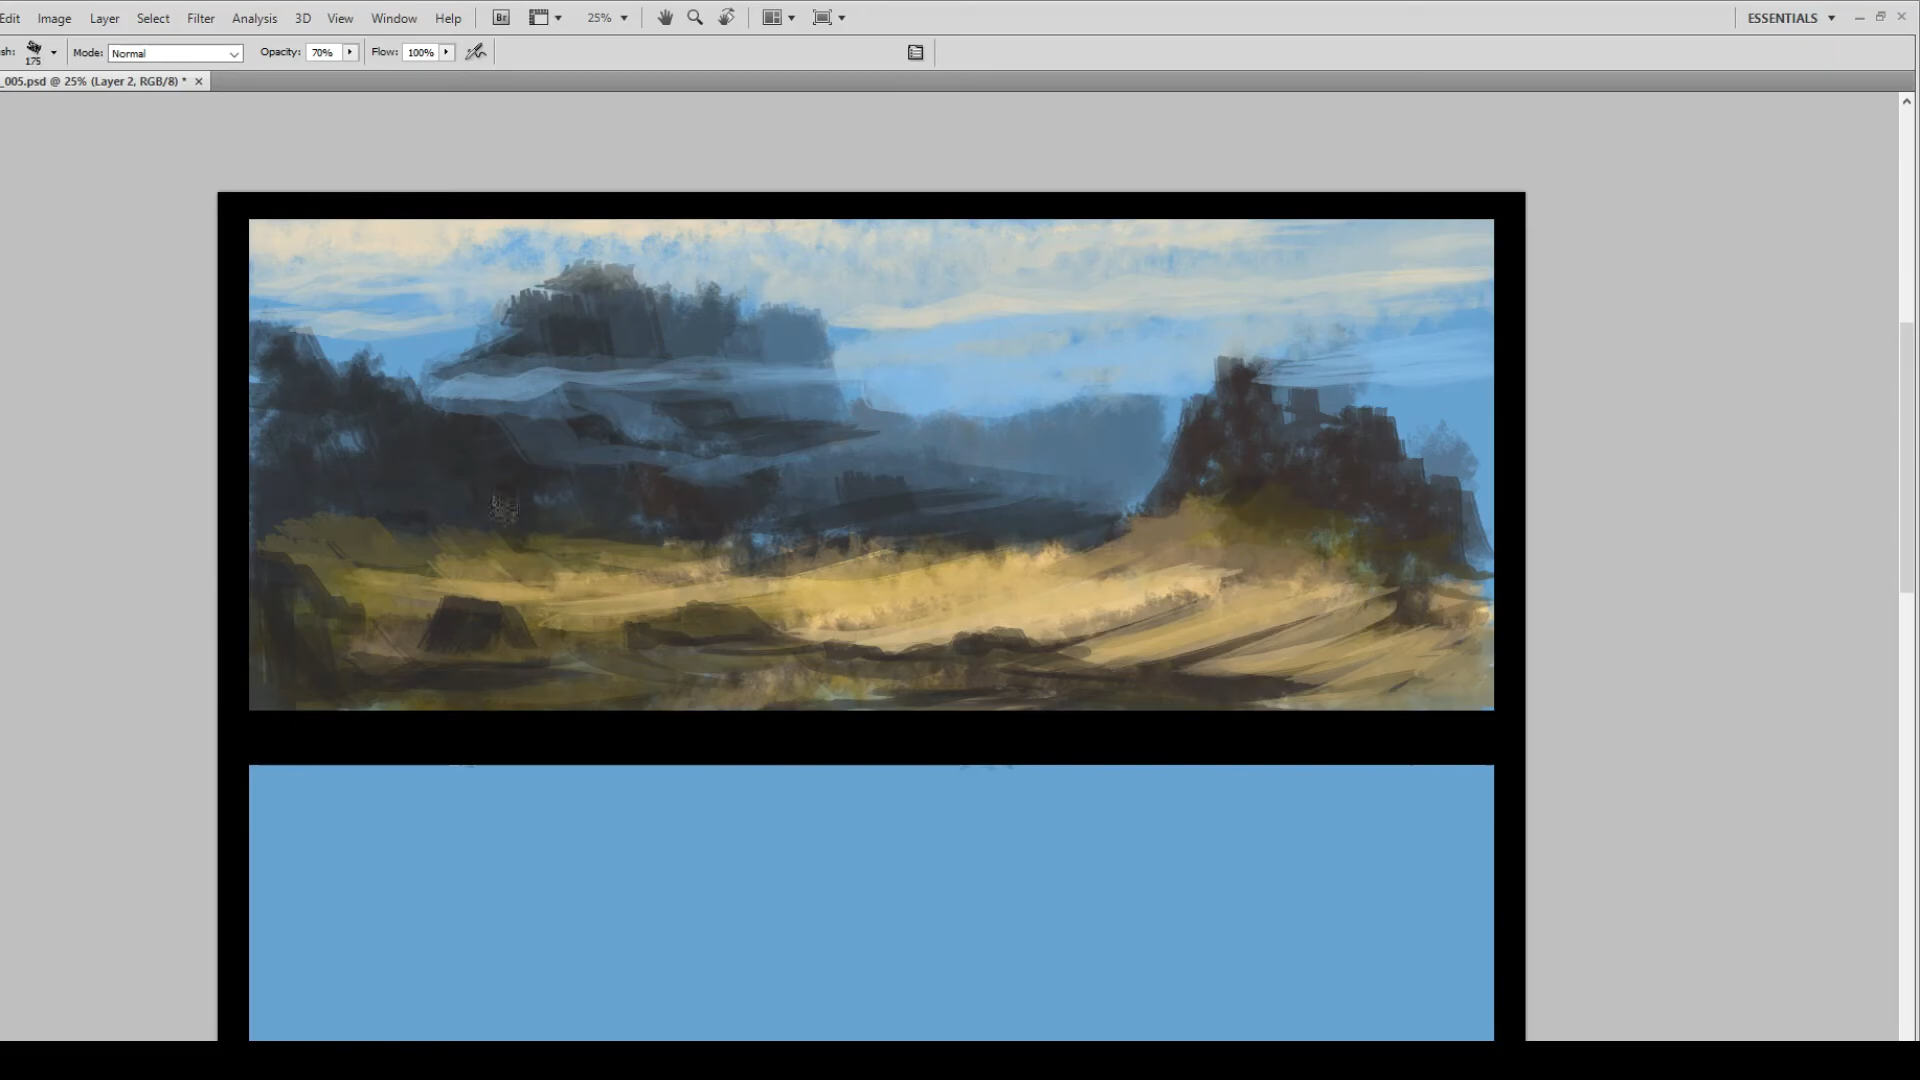 Edit Image Layer Select Filter Analysis 3D View Window Help Br 25% ESSENTIALS
sh: 175 Mode: Normal Opacity: 70% Flow: 100%
_005.psd @ 25% (Layer 2, RGB/8) *